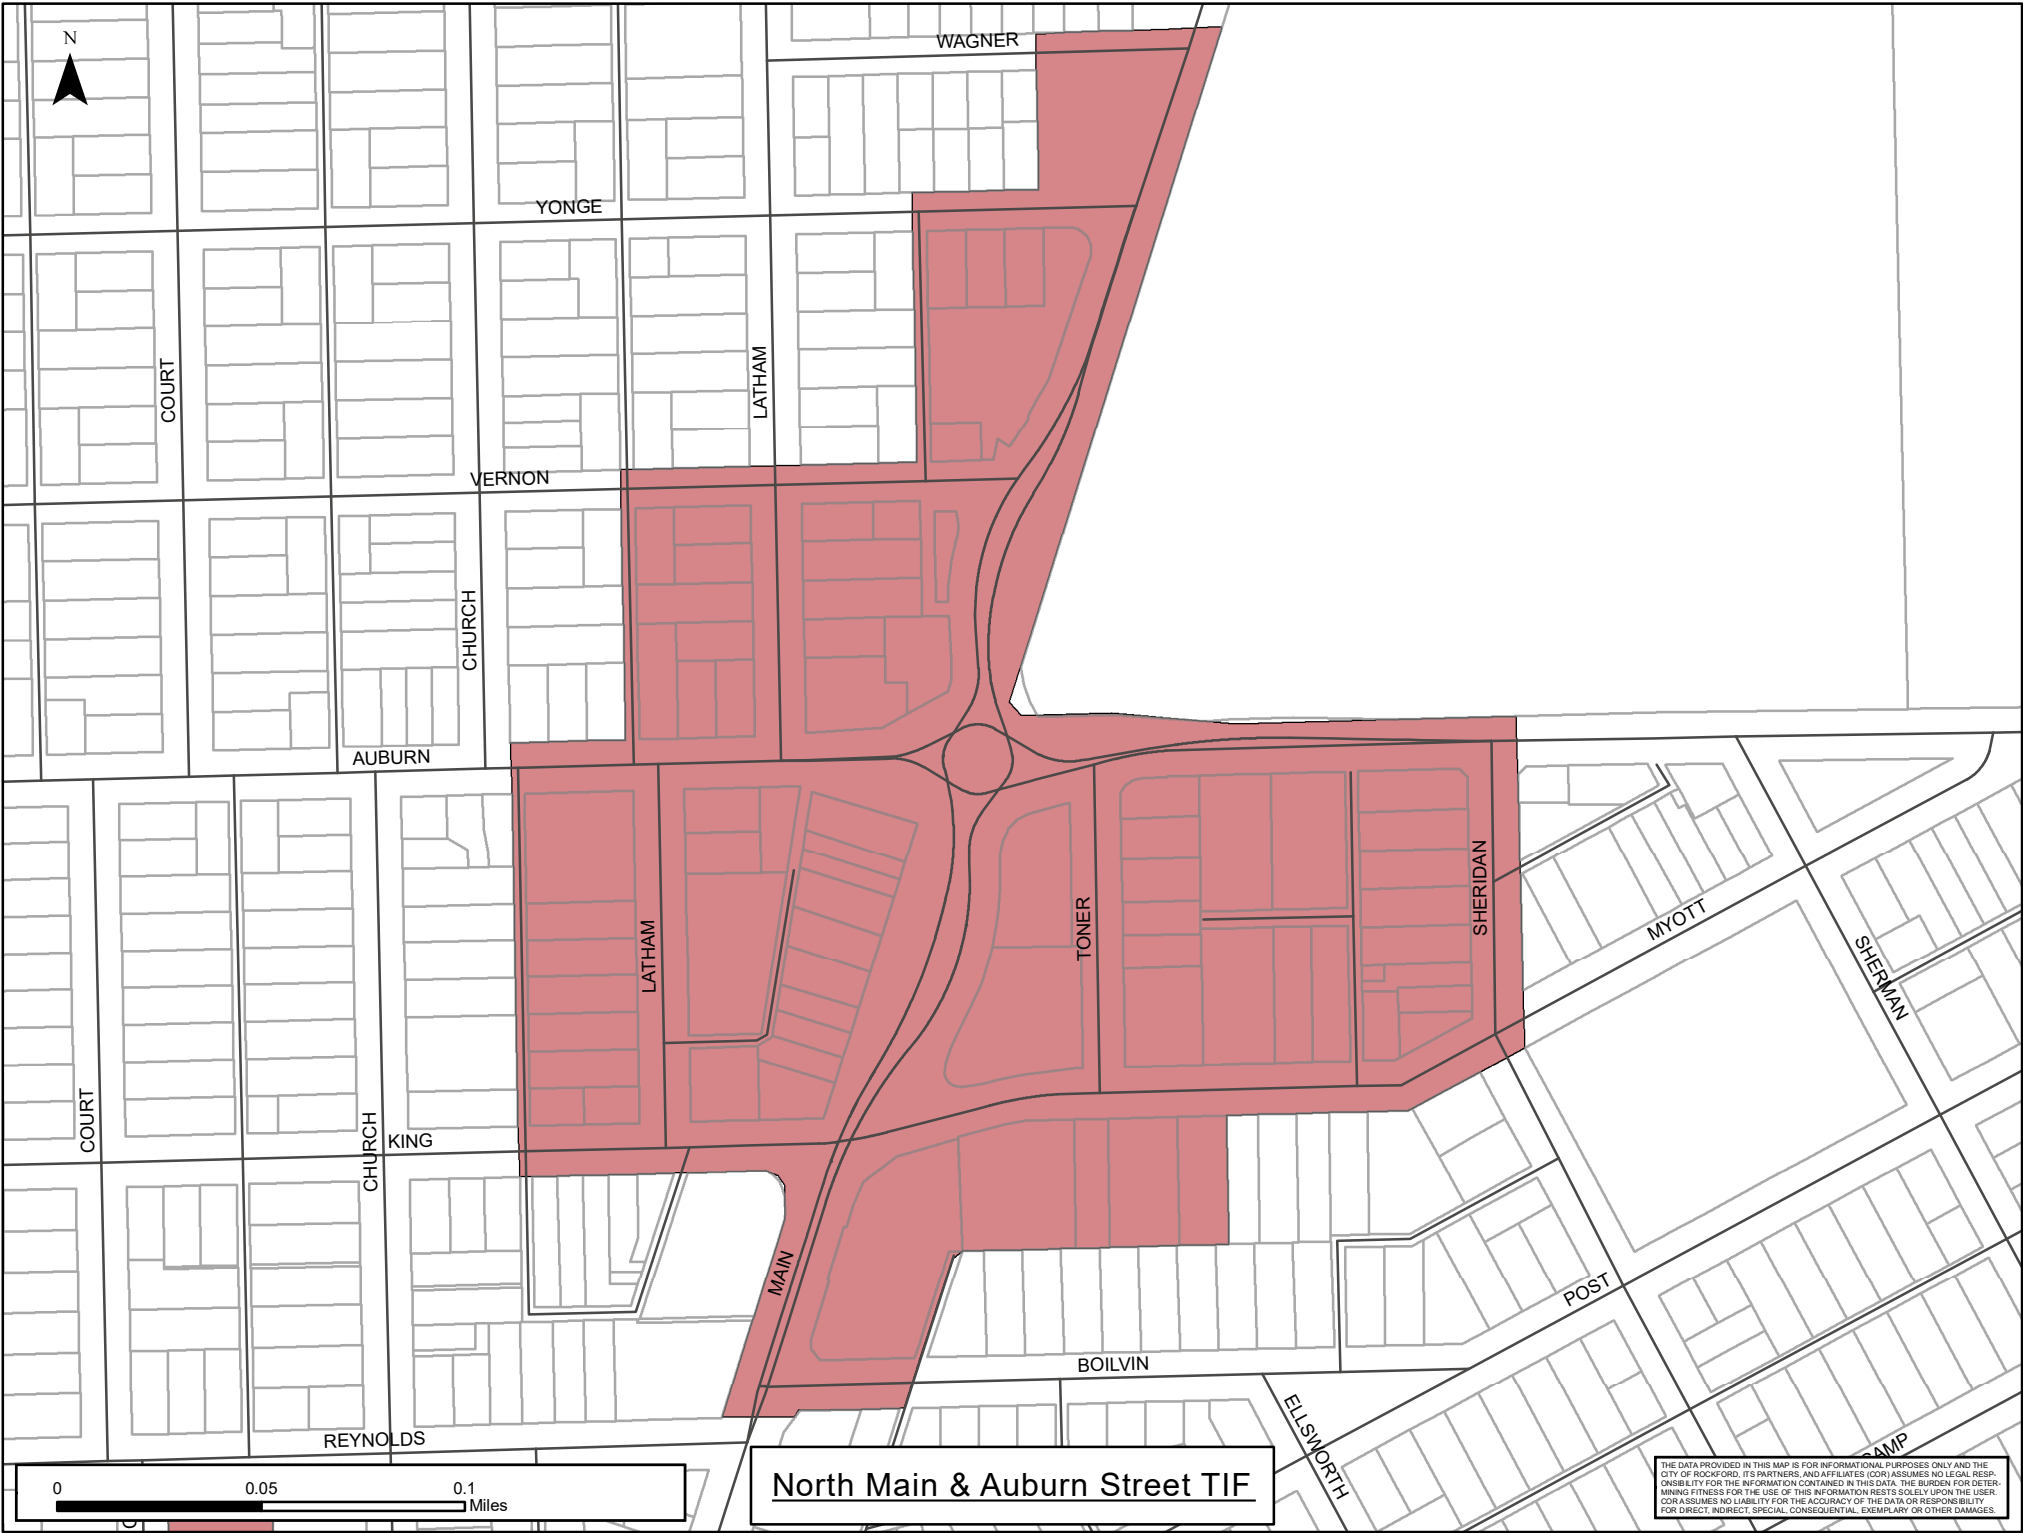 N
WAGNER
YONGE
COURT
LATHAM
VERNON
CHURCH
AUBURN
LATHAM
TONER
SHERIDAN
MYOTT
SHERMAN
COURT
CHURCH
KING
MAIN
POST
BOILVIN
ELLSWORTH
REYNOLDS
0 0.05 0.1
Miles
North Main & Auburn Street TIF
THE DATA PROVIDED IN THIS MAP IS FOR INFORMATIONAL PURPOSES ONLY AND THE
CITY OF ROCKFORD, ITS PARTNERS, AND AFFILIATES (COR) ASSUMES NO LEGAL RESP-
ONSIBILITY FOR THE INFORMATION CONTAINED IN THIS DATA. THE BURDEN FOR DETER-
MINING FITNESS FOR THE USE OF THIS INFORMATION RESTS SOLELY UPON THE USER.
COR ASSUMES NO LIABILITY FOR THE ACCURACY OF THE DATA OR RESPONSIBILITY
FOR DIRECT, INDIRECT, SPECIAL, CONSEQUENTIAL, EXEMPLARY OR OTHER DAMAGES.